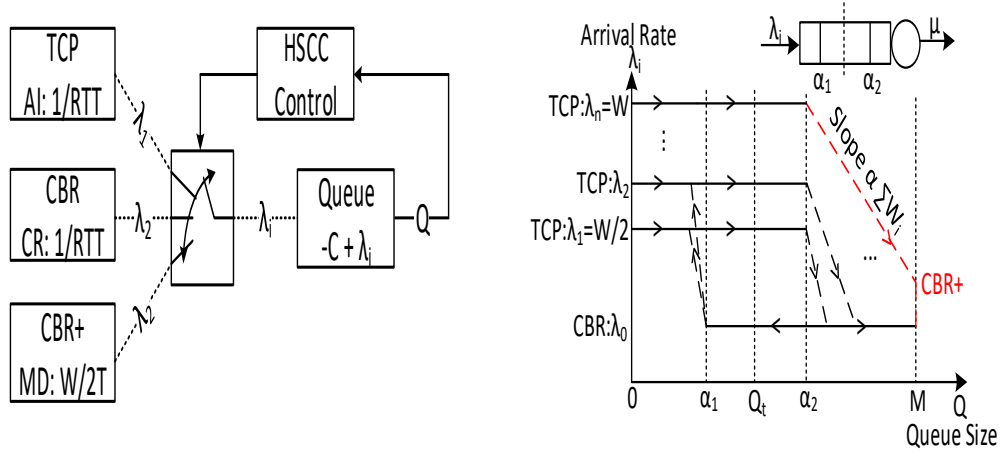 TCP
AI: 1/RTT
HSCC
Control
λ1
CBR
CR: 1/RTT
λ2
λi
Queue
-C + λi
Q
CBR+
MD: W/2T
λ2
Arrival Rate
λi
λi
μ
α1
α2
TCP:λn=W
⋮
TCP:λ2
TCP:λ1=W/2
CBR:λ0
Slope α ∑Wi
...
CBR+
0
α1
Qt
α2
M
Q
Queue Size